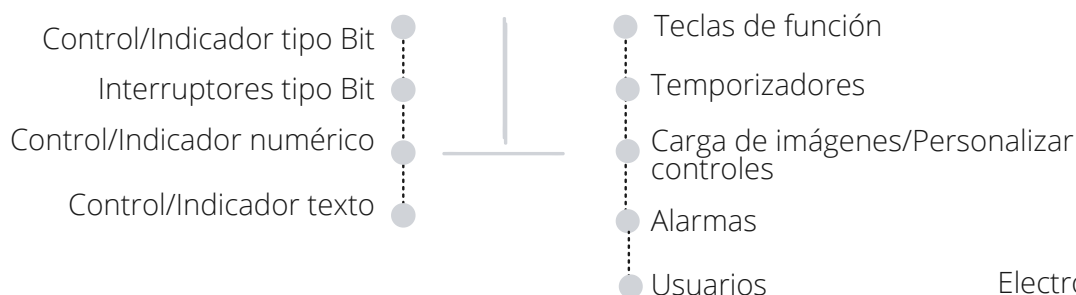 Control/Indicador tipo Bit
Interruptores tipo Bit
Control/Indicador numérico
Control/Indicador texto
Teclas de función
Temporizadores
Carga de imágenes/Personalizar
controles
Alarmas
Usuarios